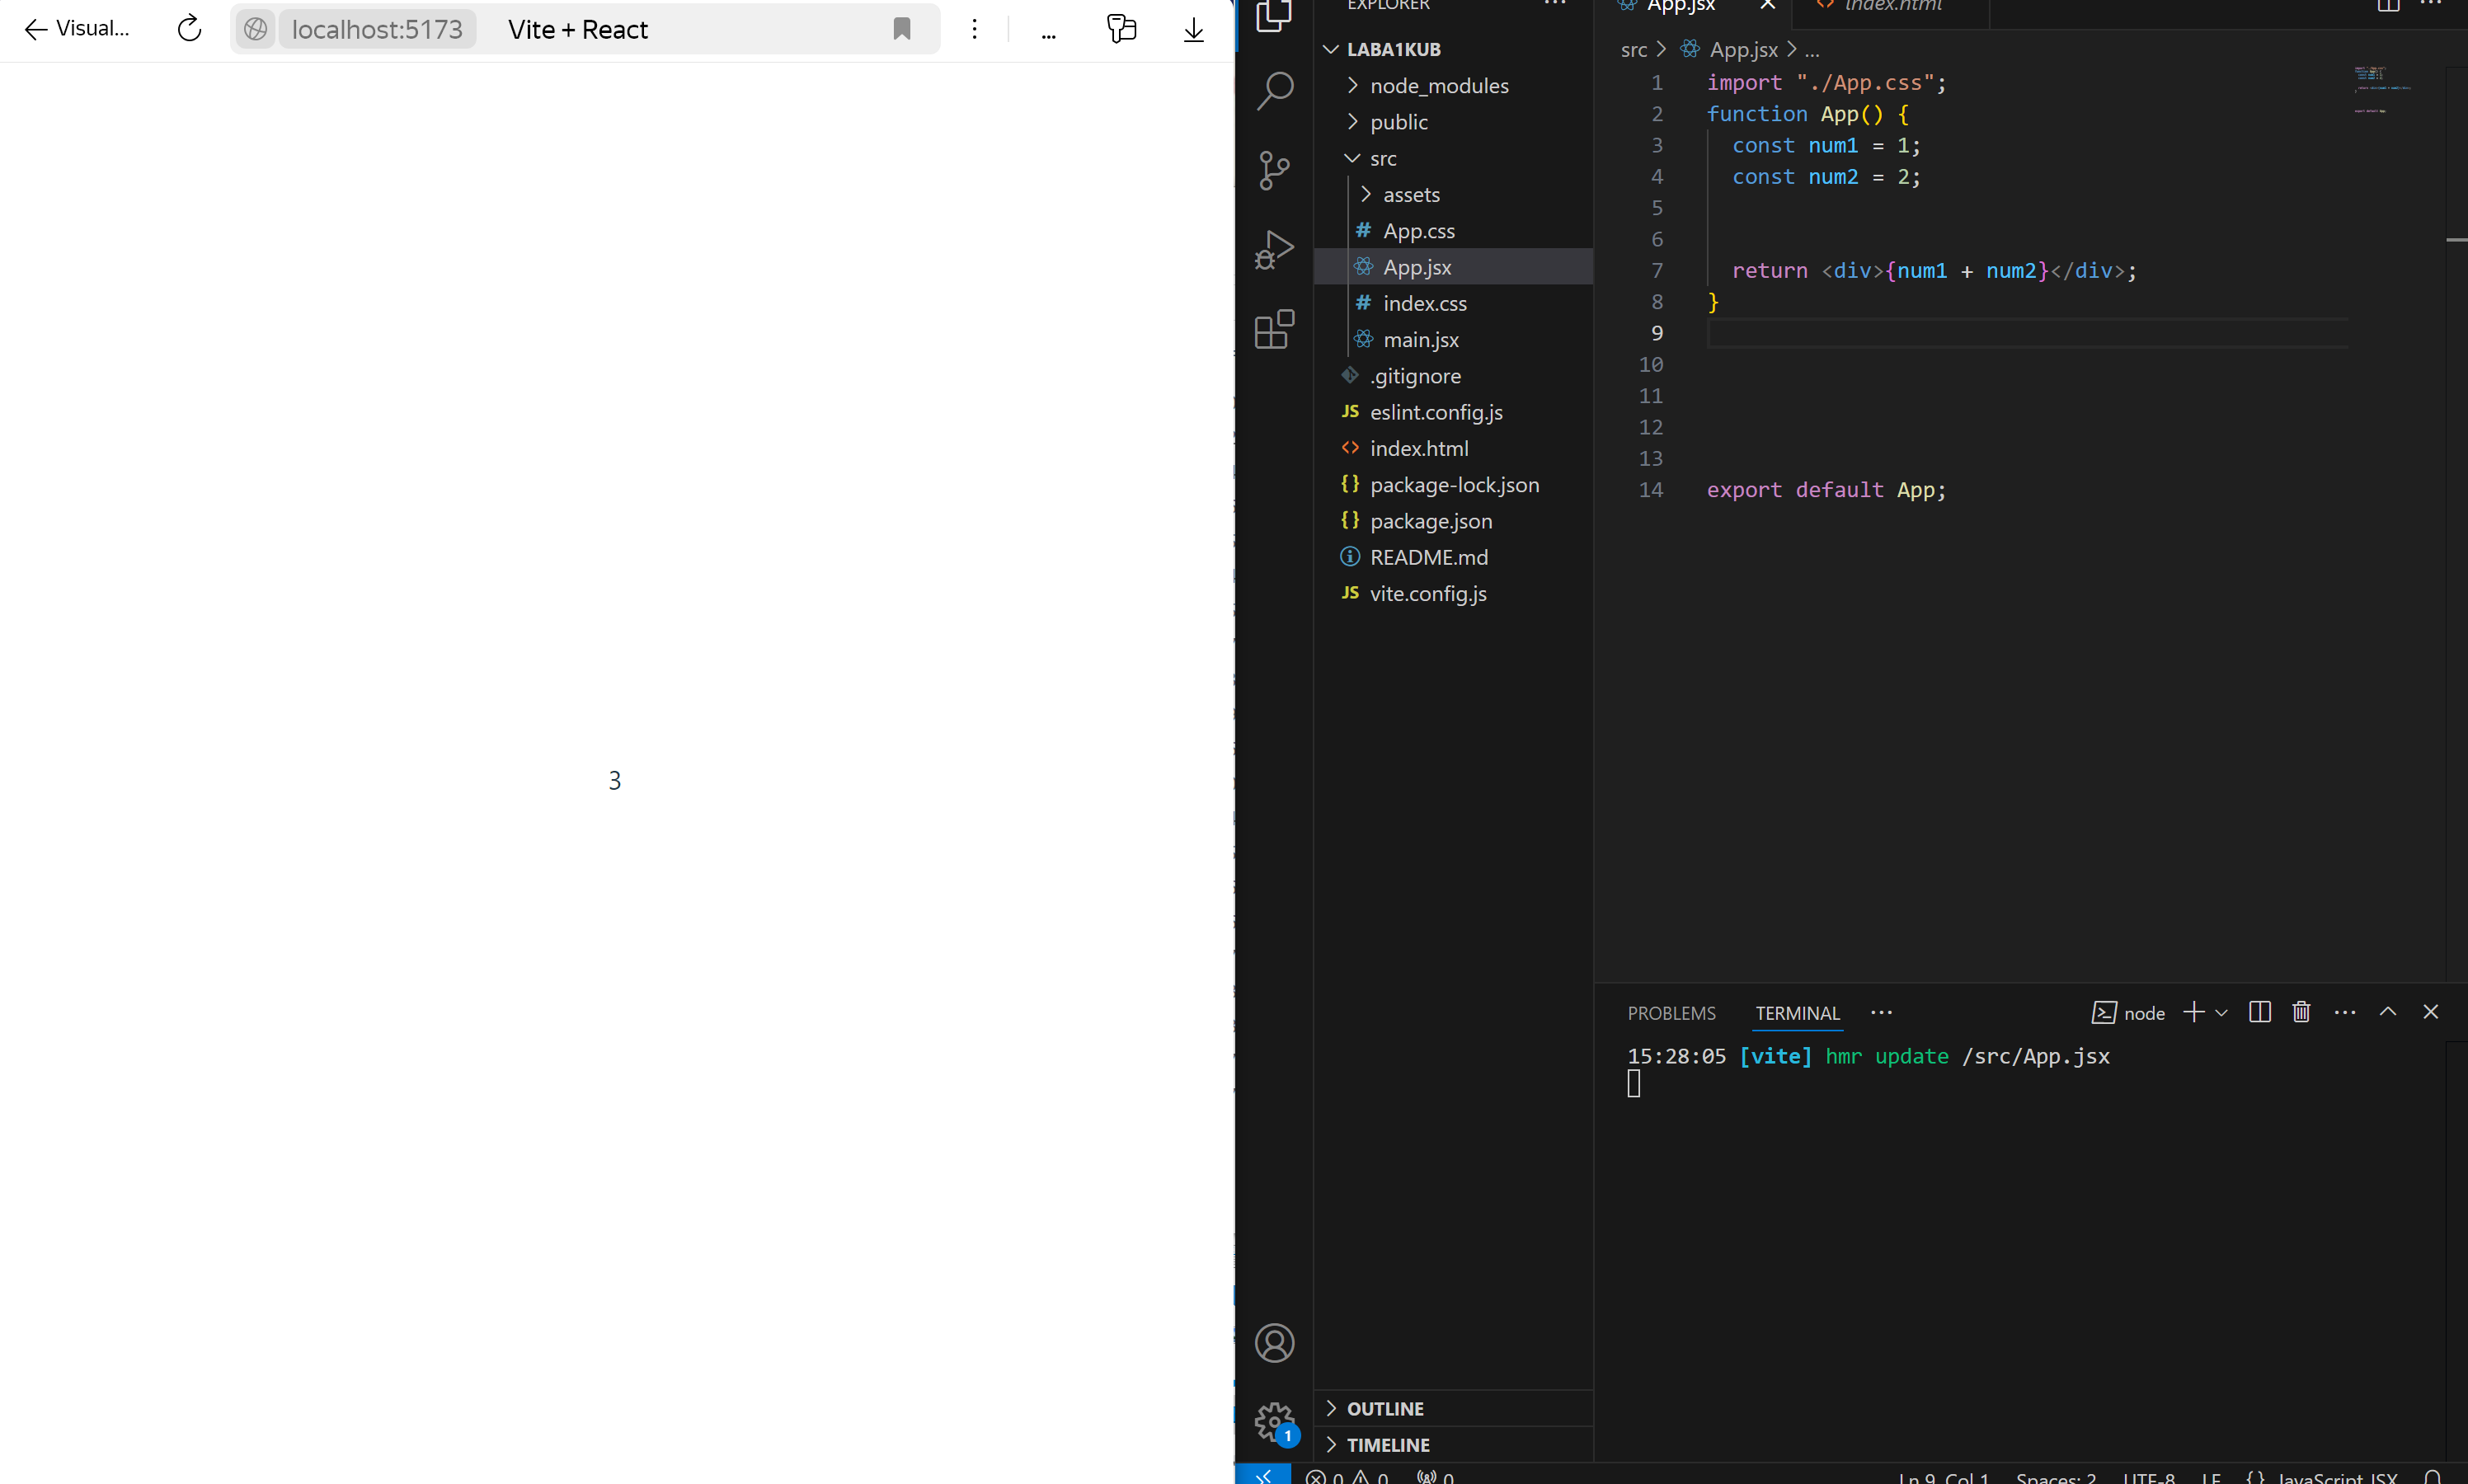 Visual... localhost:5173 Vite + React ...
3
EXPLORER ...
LABA1KUB
node_modules
public
src
assets
# App.css
App.jsx
# index.css
main.jsx
.gitignore
JS eslint.config.js
<> index.html
{} package-lock.json
{} package.json
README.md
JS vite.config.js
OUTLINE
TIMELINE
1
App.jsx <> index.html ...
src > App.jsx > ...
1 import "./App.css";
2 function App() {
3 const num1 = 1;
4 const num2 = 2;
5
6
7 return <div>{num1 + num2}</div>;
8 }
9
10
11
12
13
14 export default App;
PROBLEMS TERMINAL ... node ...
15:28:05 [vite] hmr update /src/App.jsx
0 0 0 Ln 9, Col 1 Spaces: 2 UTF-8 LF {} JavaScript JSX